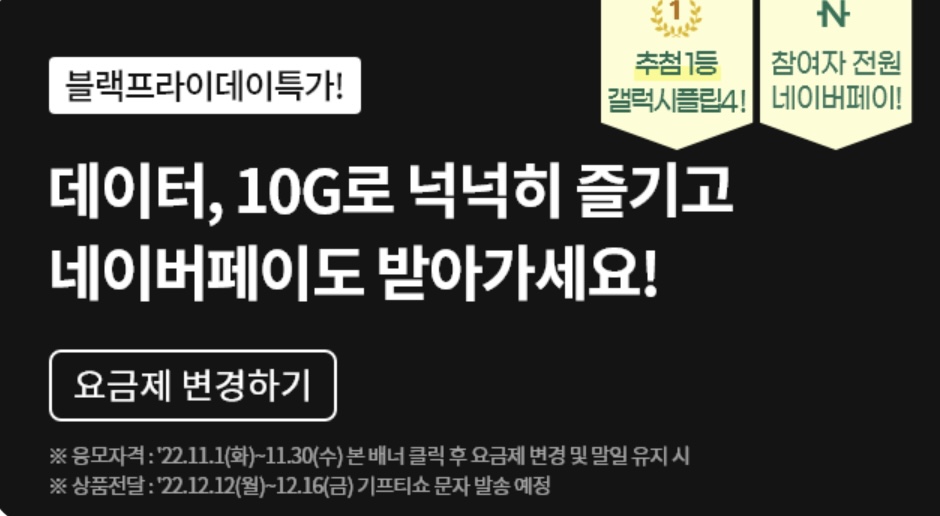 1
추첨 1등
갤럭시플립4!
N
참여자 전원
네이버페이!
블랙프라이데이특가!
데이터, 10G로 넉넉히 즐기고
네이버페이도 받아가세요!
요금제 변경하기
※ 응모자격 : '22.11.1(화)~11.30(수) 본 배너 클릭 후 요금제 변경 및 말일 유지 시
※ 상품전달 : '22.12.12(월)~12.16(금) 기프티쇼 문자 발송 예정